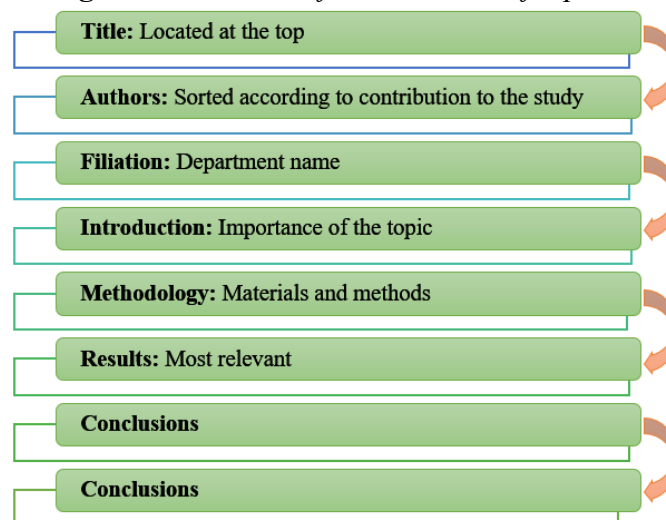 Title: Located at the top
Authors: Sorted according to contribution to the study
Filiation: Department name
Introduction: Importance of the topic
Methodology: Materials and methods
Results: Most relevant
Conclusions
Conclusions